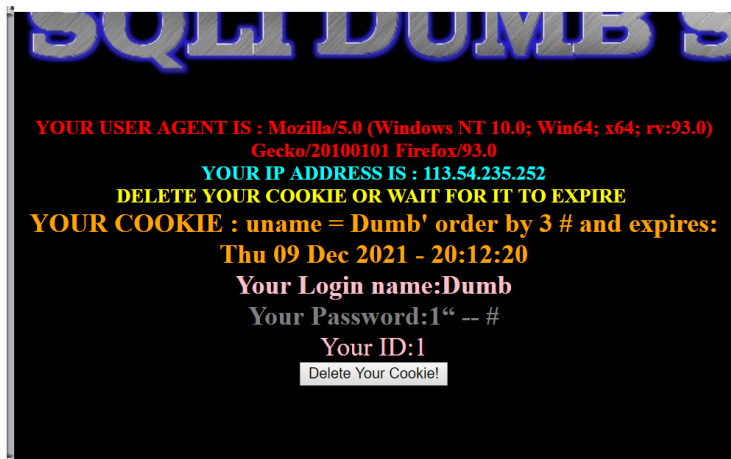 SQLI DUMB S
YOUR USER AGENT IS : Mozilla/5.0 (Windows NT 10.0; Win64; x64; rv:93.0)
Gecko/20100101 Firefox/93.0
YOUR IP ADDRESS IS : 113.54.235.252
DELETE YOUR COOKIE OR WAIT FOR IT TO EXPIRE
YOUR COOKIE : uname = Dumb' order by 3 # and expires:
Thu 09 Dec 2021 - 20:12:20
Your Login name:Dumb
Your Password:1“ -- #
Your ID:1
Delete Your Cookie!